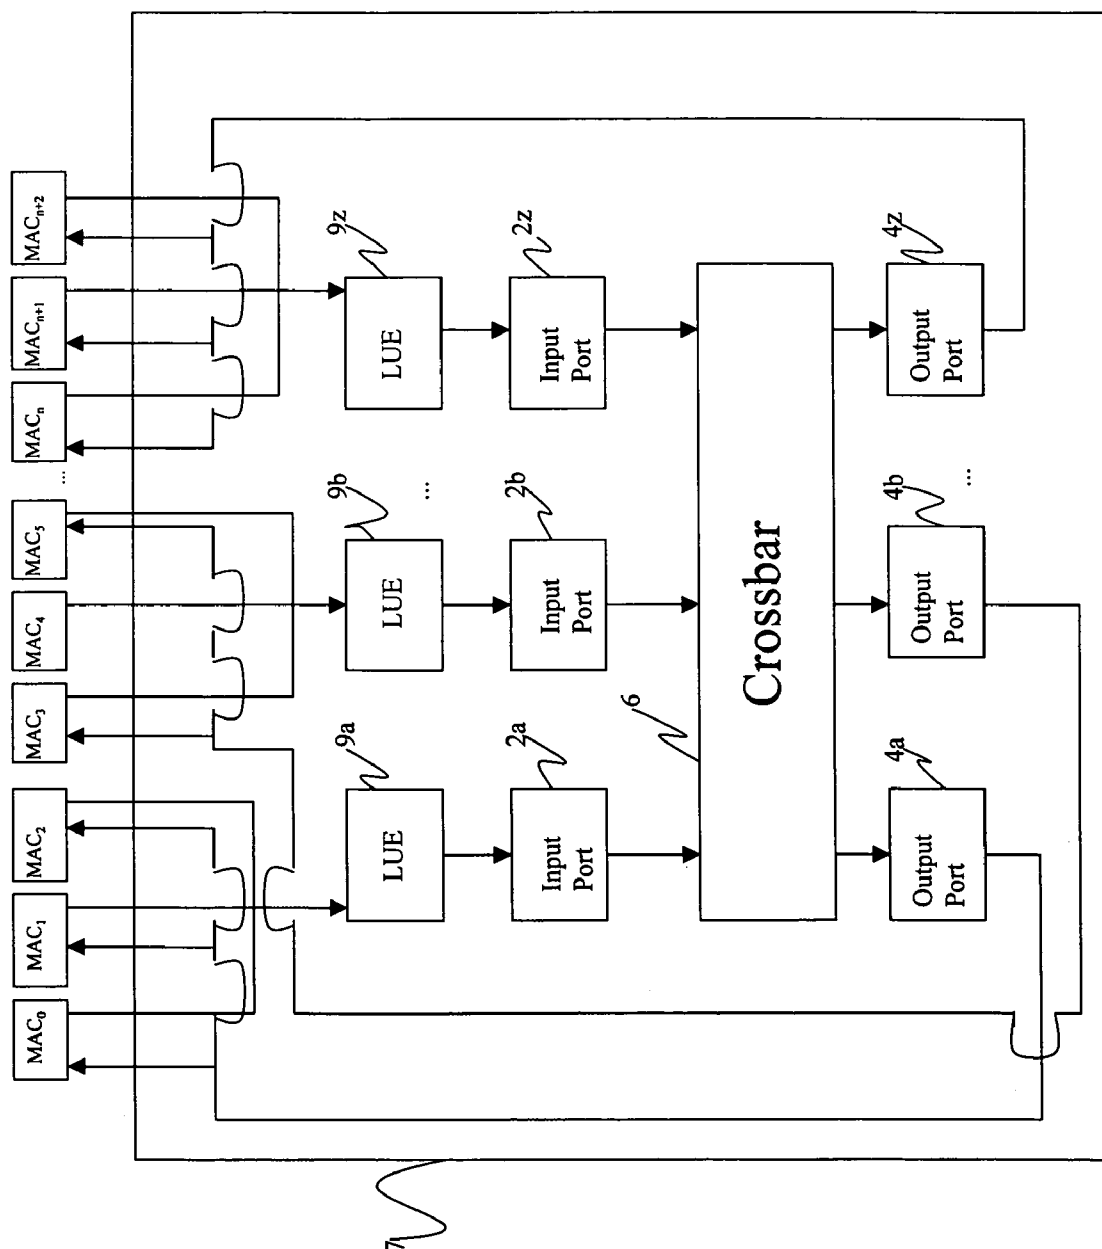 MAC₀
MAC₁
MAC₂
MAC₃
MAC₄
MAC₅
...
MACₙ
MACₙ₊₁
MACₙ₊₂
9a
9b
9z
LUE
LUE
...
LUE
2a
2b
2z
Input
Port
Input
Port
Input
Port
6
Crossbar
4a
4b
...
4z
Output
Port
Output
Port
Output
Port
7